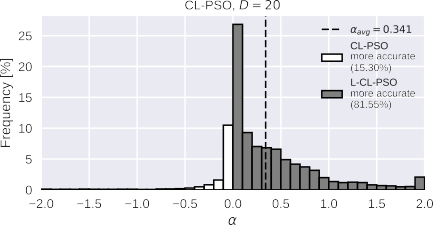 CL-PSO, D = 20
Frequency [%]
25
20
15
10
5
0
−2.0 −1.5 −1.0 −0.5 0.0 0.5 1.0 1.5 2.0
α
α_avg = 0.341
CL-PSO
more accurate
(15.30%)
L-CL-PSO
more accurate
(81.55%)